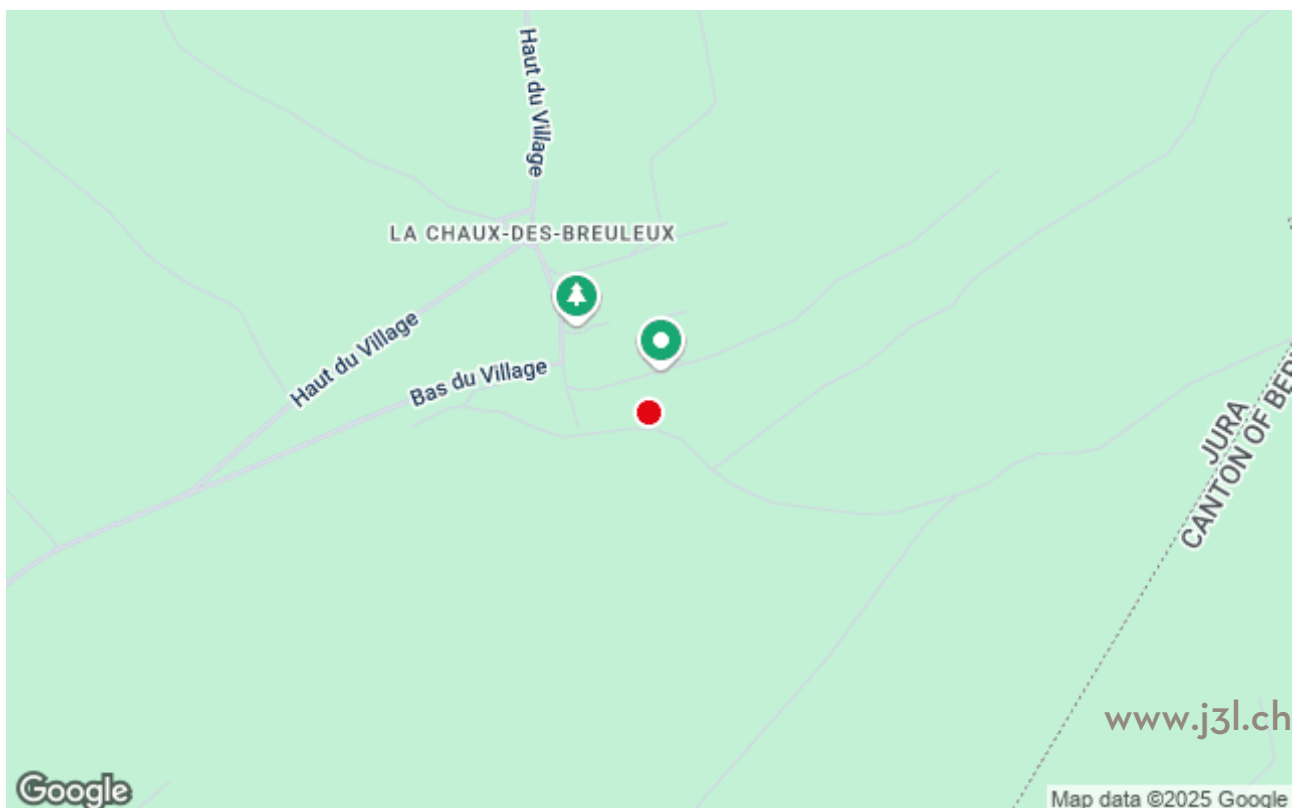 Haut du Village
LA CHAUX-DES-BREULEUX
Haut du Village
Bas du Village
JURA
CANTON OF BER
www.j3l.ch
Google
Map data ©2025 Google